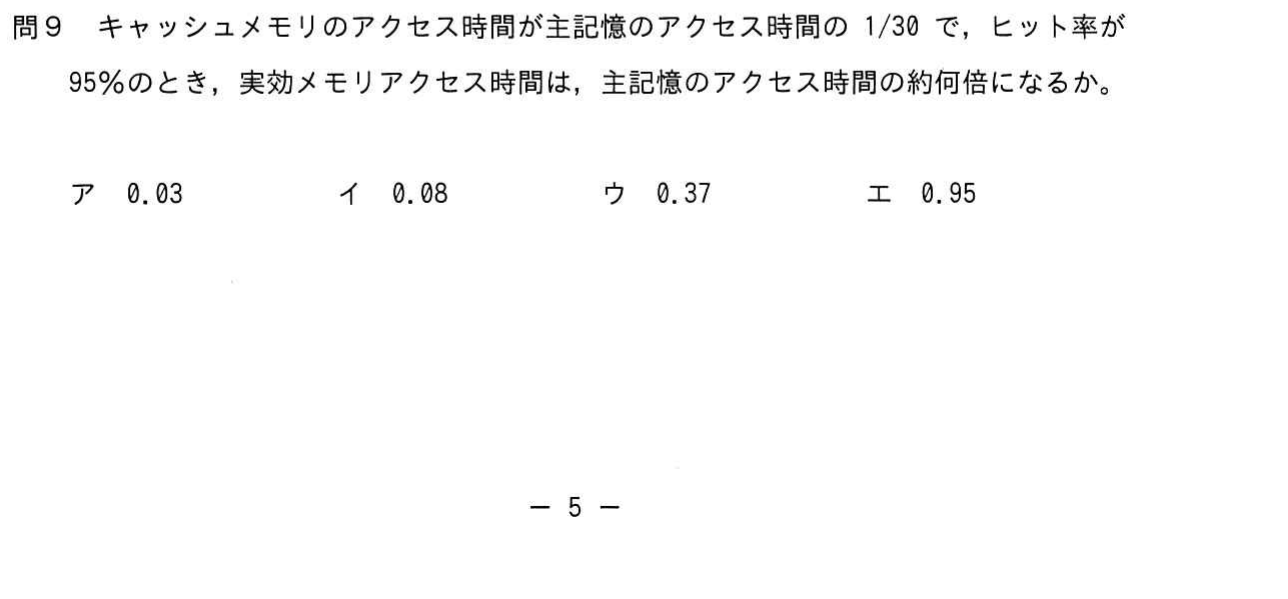 問９　キャッシュメモリのアクセス時間が主記憶のアクセス時間の 1/30 で，ヒット率が
95％のとき，実効メモリアクセス時間は，主記憶のアクセス時間の約何倍になるか。
ア　0.03　　イ　0.08　　ウ　0.37　　エ　0.95
－ 5 －